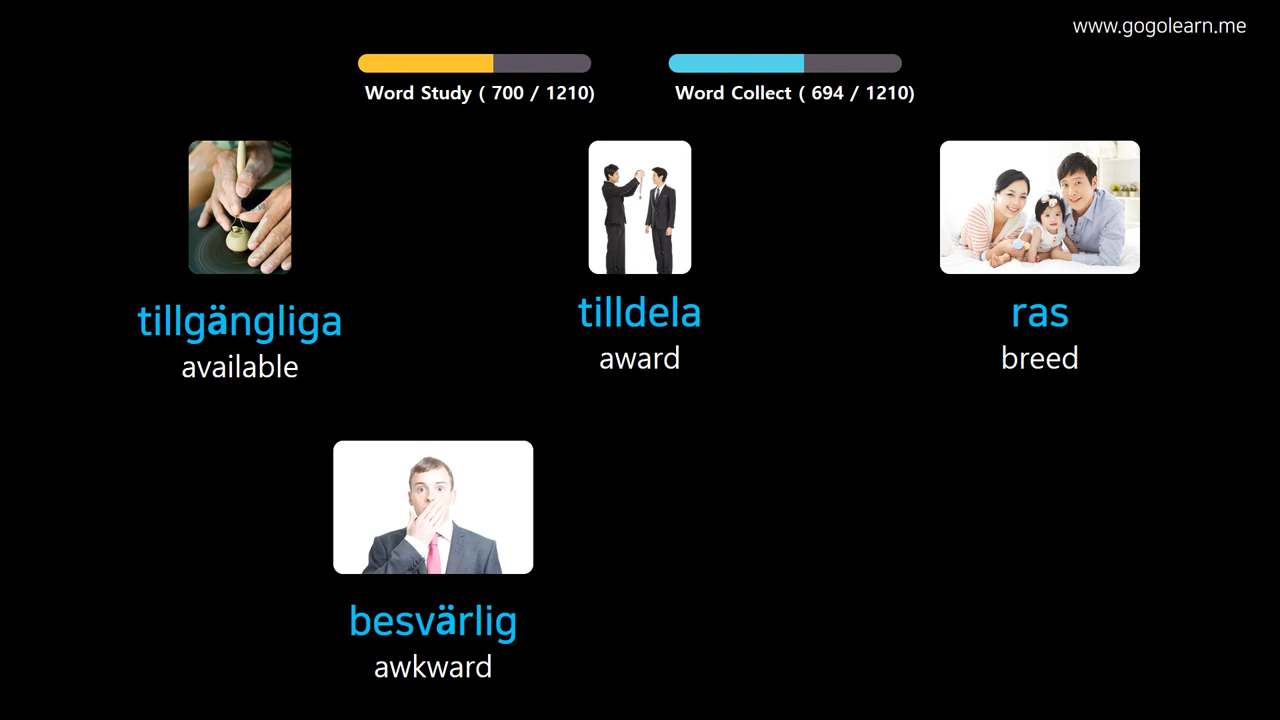 www.gogolearn.me
Word Study ( 700 / 1210)
Word Collect ( 694 / 1210)
tillgängliga
available
tilldela
award
ras
breed
besvärlig
awkward